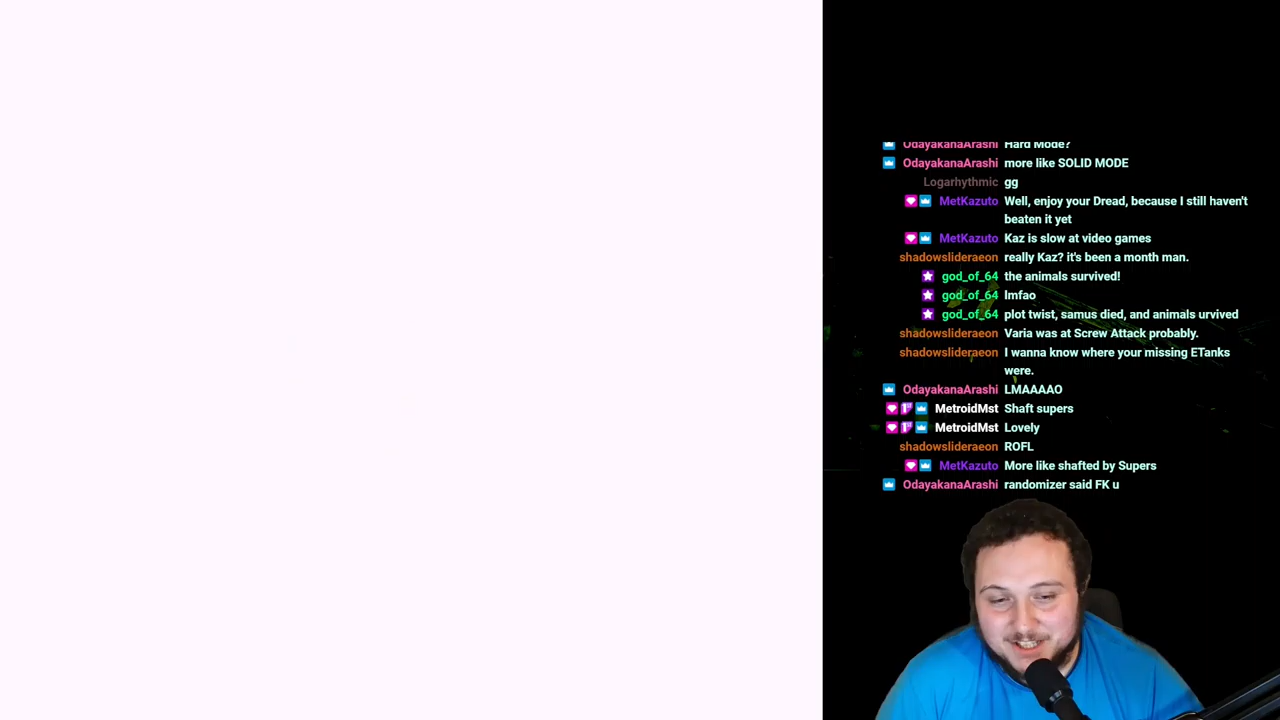 OdayakanaArashi Hard Mode?
OdayakanaArashi more like SOLID MODE
Logarhythmic gg
MetKazuto Well, enjoy your Dread, because I still haven't
beaten it yet
MetKazuto Kaz is slow at video games
shadowslideraeon really Kaz? it's been a month man.
god_of_64 the animals survived!
god_of_64 lmfao
god_of_64 plot twist, samus died, and animals urvived
shadowslideraeon Varia was at Screw Attack probably.
shadowslideraeon I wanna know where your missing ETanks
were.
OdayakanaArashi LMAAAAO
MetroidMst Shaft supers
MetroidMst Lovely
shadowslideraeon ROFL
MetKazuto More like shafted by Supers
OdayakanaArashi randomizer said FK u